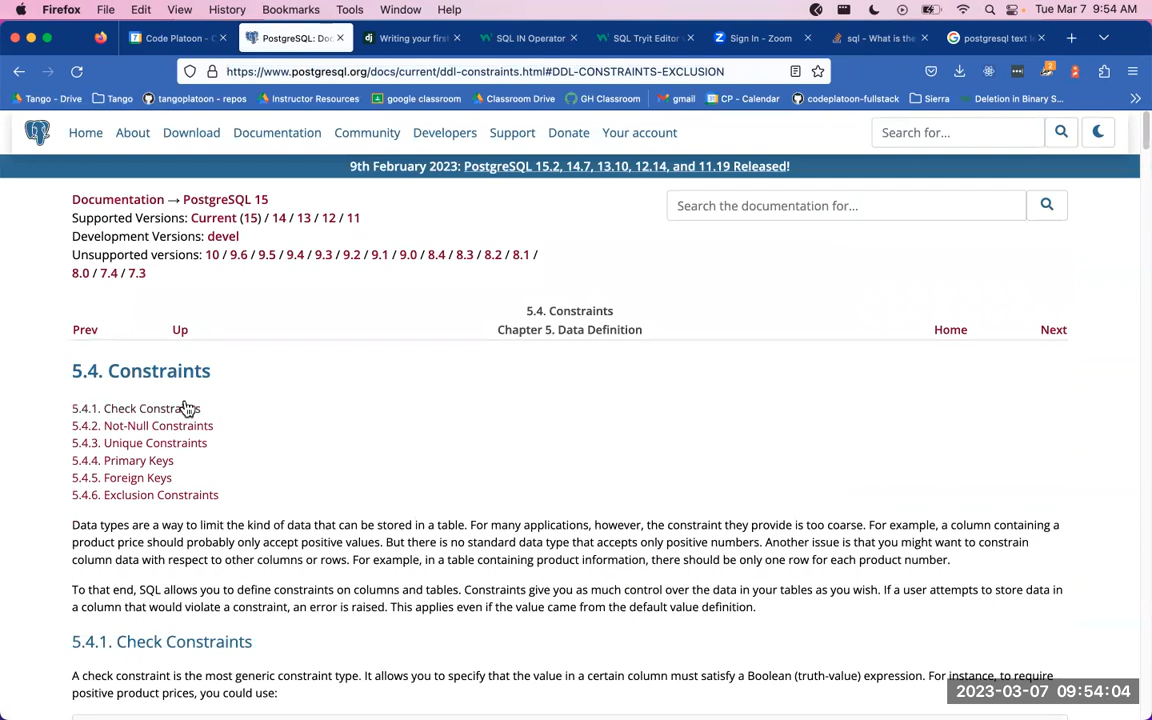 Firefox File Edit View History Bookmarks Tools Window Help Tue Mar 7 9:54 AM
Code Platoon - C PostgreSQL: Doc Writing your first SQL IN Operator SQL Tryit Editor Sign In - Zoom sql - What is the postgresql text le
https://www.postgresql.org/docs/current/ddl-constraints.html#DDL-CONSTRAINTS-EXCLUSION
Tango - Drive Tango tangoplatoon - repos Instructor Resources google classroom Classroom Drive GH Classroom gmail CP - Calendar codeplatoon-fullstack Sierra Deletion in Binary S...
Home About Download Documentation Community Developers Support Donate Your account Search for...
9th February 2023: PostgreSQL 15.2, 14.7, 13.10, 12.14, and 11.19 Released!
Documentation → PostgreSQL 15
Supported Versions: Current (15) / 14 / 13 / 12 / 11
Search the documentation for...
Development Versions: devel
Unsupported versions: 10 / 9.6 / 9.5 / 9.4 / 9.3 / 9.2 / 9.1 / 9.0 / 8.4 / 8.3 / 8.2 / 8.1 /
8.0 / 7.4 / 7.3
5.4. Constraints
Prev Up Chapter 5. Data Definition Home Next
5.4. Constraints
5.4.1. Check Constraints
5.4.2. Not-Null Constraints
5.4.3. Unique Constraints
5.4.4. Primary Keys
5.4.5. Foreign Keys
5.4.6. Exclusion Constraints
Data types are a way to limit the kind of data that can be stored in a table. For many applications, however, the constraint they provide is too coarse. For example, a column containing a
product price should probably only accept positive values. But there is no standard data type that accepts only positive numbers. Another issue is that you might want to constrain
column data with respect to other columns or rows. For example, in a table containing product information, there should be only one row for each product number.
To that end, SQL allows you to define constraints on columns and tables. Constraints give you as much control over the data in your tables as you wish. If a user attempts to store data in
a column that would violate a constraint, an error is raised. This applies even if the value came from the default value definition.
5.4.1. Check Constraints
A check constraint is the most generic constraint type. It allows you to specify that the value in a certain column must satisfy a Boolean (truth-value) expression. For instance, to require
positive product prices, you could use:
2023-03-07 09:54:04